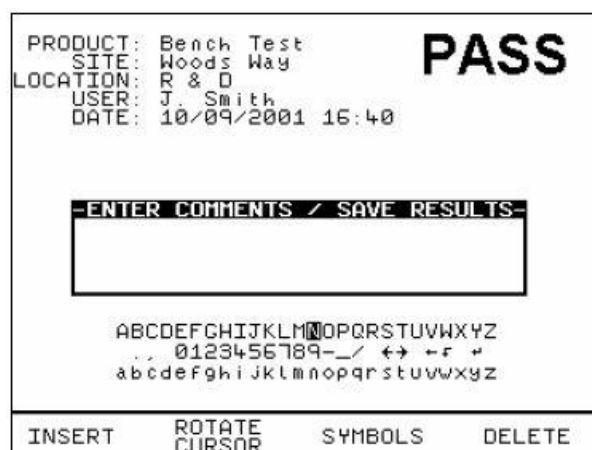 PRODUCT: Bench Test
PASS
SITE: Woods Way
LOCATION: R & D
USER: J. Smith
DATE: 10/09/2001 16:40
-ENTER COMMENTS / SAVE RESULTS-
ABCDEFGHIJKLMNOPQRSTUVWXYZ
., 0123456789-_/ ←→ ←r ↵
abcdefghijklmnopqrstuvwxyz
INSERT ROTATE CURSOR SYMBOLS DELETE